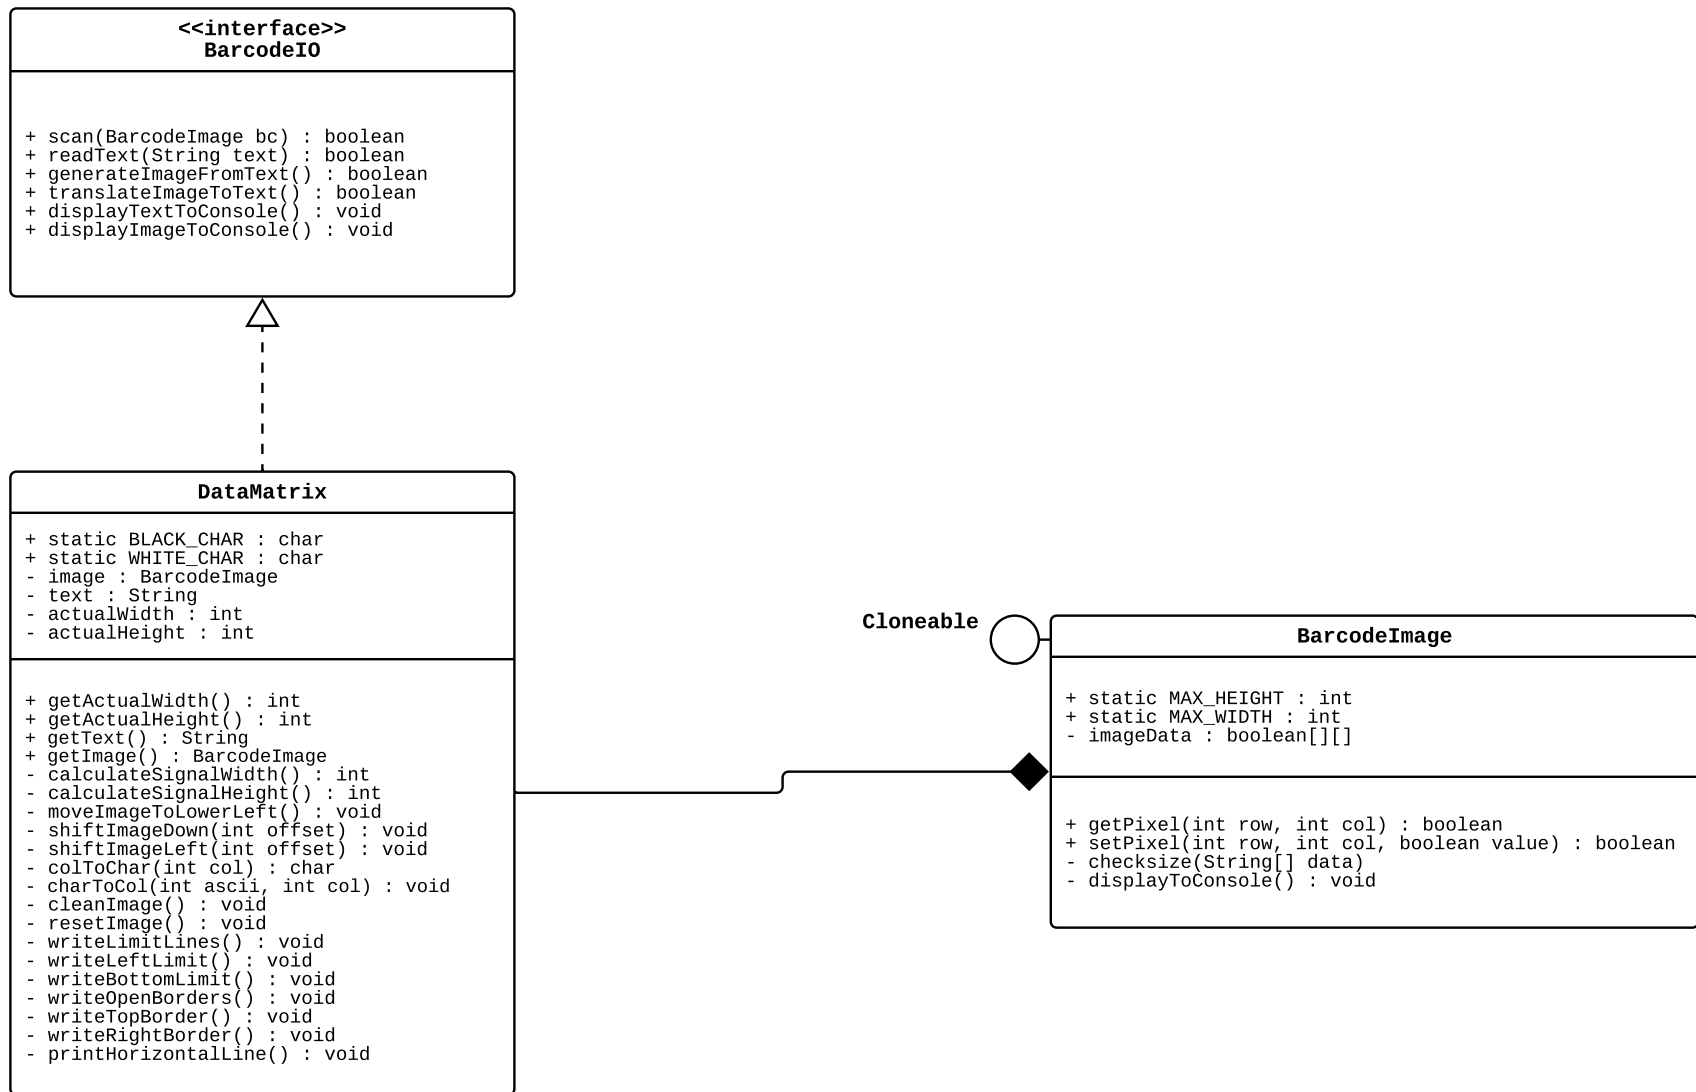 <<interface>>
BarcodeIO
+ scan(BarcodeImage bc) : boolean
+ readText(String text) : boolean
+ generateImageFromText() : boolean
+ translateImageToText() : boolean
+ displayTextToConsole() : void
+ displayImageToConsole() : void
DataMatrix
+ static BLACK_CHAR : char
+ static WHITE_CHAR : char
- image : BarcodeImage
- text : String
- actualWidth : int
- actualHeight : int
+ getActualWidth() : int
+ getActualHeight() : int
+ getText() : String
+ getImage() : BarcodeImage
- calculateSignalWidth() : int
- calculateSignalHeight() : int
- moveImageToLowerLeft() : void
- shiftImageDown(int offset) : void
- shiftImageLeft(int offset) : void
- colToChar(int col) : char
- charToCol(int ascii, int col) : void
- cleanImage() : void
- resetImage() : void
- writeLimitLines() : void
- writeLeftLimit() : void
- writeBottomLimit() : void
- writeOpenBorders() : void
- writeTopBorder() : void
- writeRightBorder() : void
- printHorizontalLine() : void
Cloneable
BarcodeImage
+ static MAX_HEIGHT : int
+ static MAX_WIDTH : int
- imageData : boolean[][]
+ getPixel(int row, int col) : boolean
+ setPixel(int row, int col, boolean value) : boolean
- checksize(String[] data)
- displayToConsole() : void